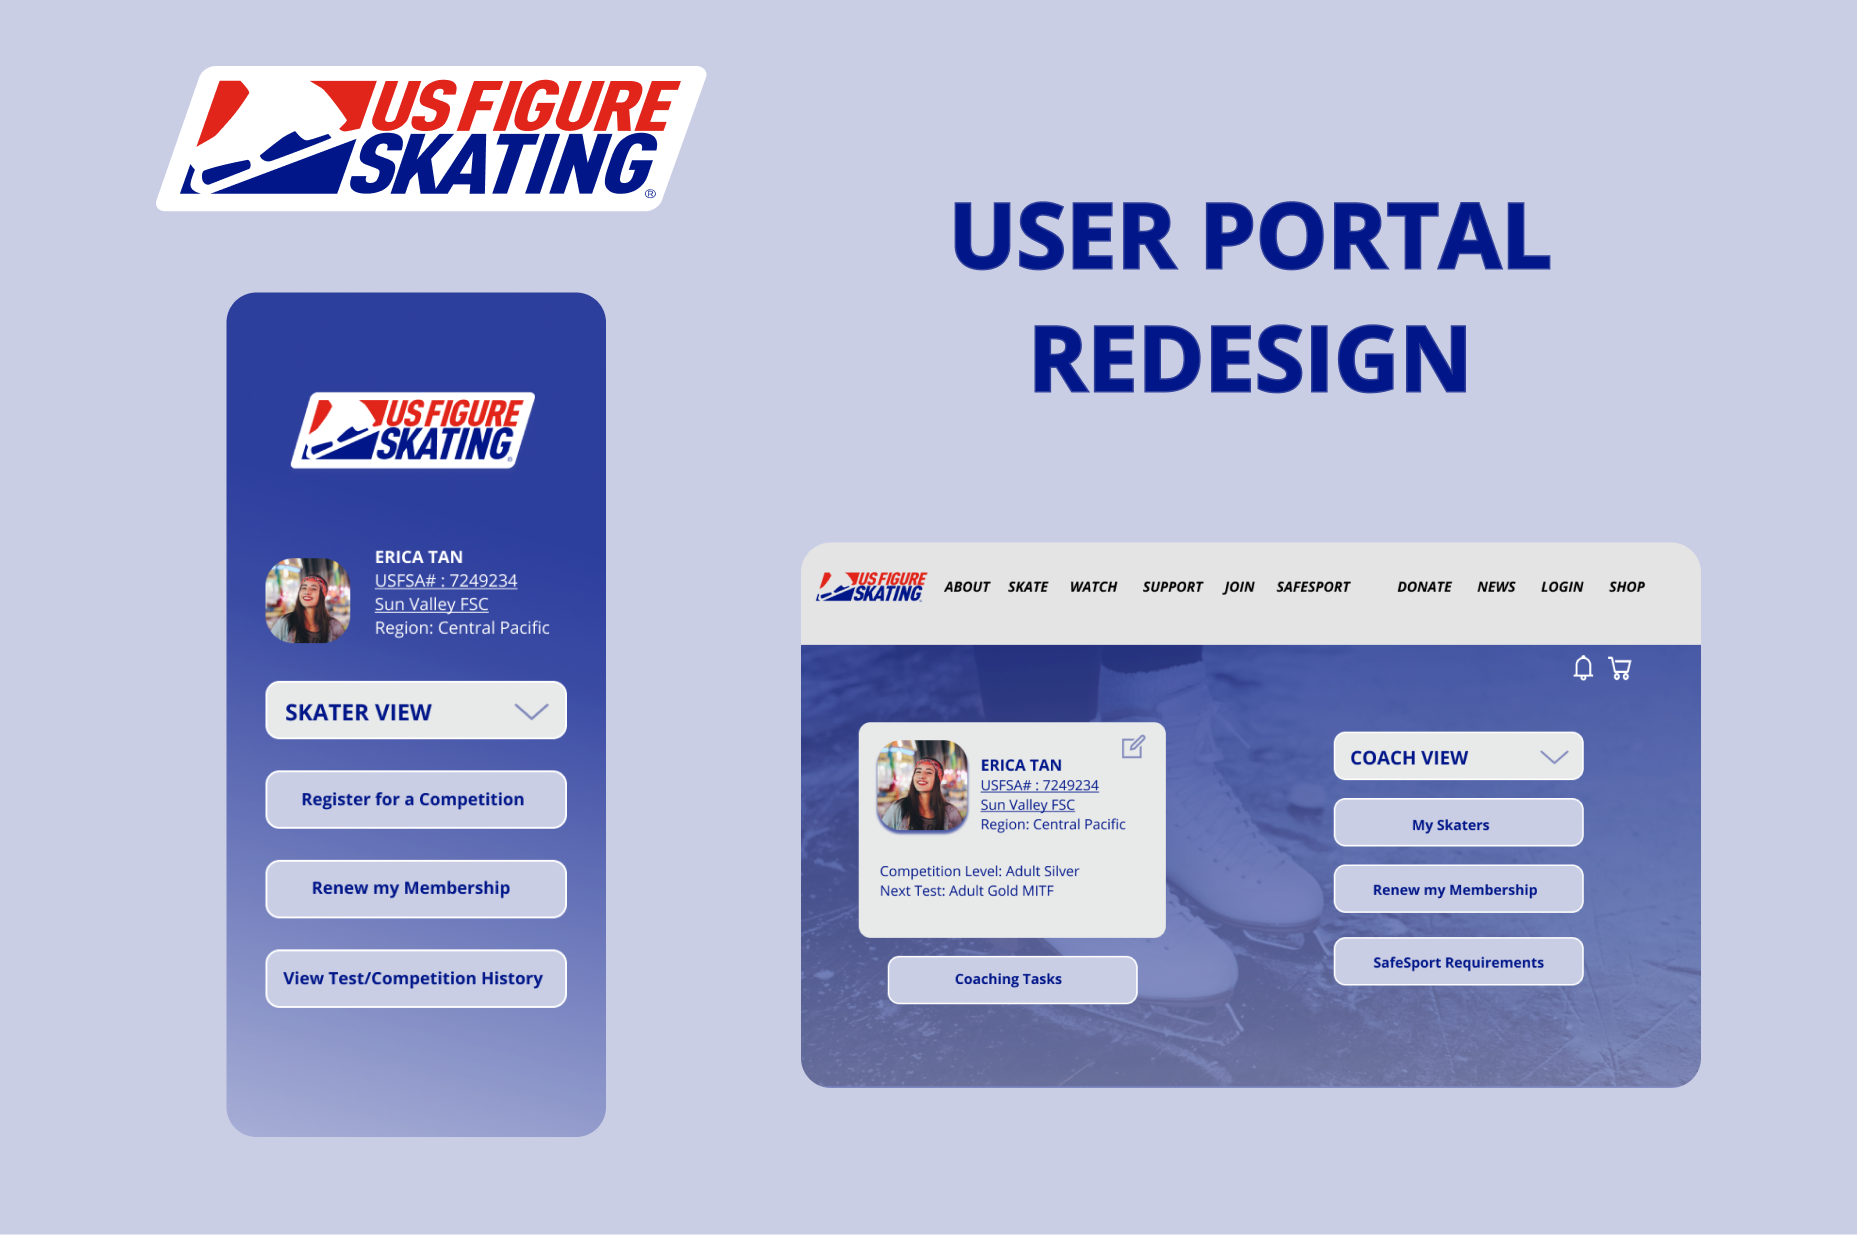 US FIGURE
SKATING
®
USER PORTAL
REDESIGN
US FIGURE
SKATING
®
ERICA TAN
USFSA# : 7249234
Sun Valley FSC
Region: Central Pacific
SKATER VIEW
Register for a Competition
Renew my Membership
View Test/Competition History
US FIGURE
SKATING
ABOUT SKATE WATCH SUPPORT JOIN SAFESPORT DONATE NEWS LOGIN SHOP
ERICA TAN
USFSA# : 7249234
Sun Valley FSC
Region: Central Pacific
Competition Level: Adult Silver
Next Test: Adult Gold MITF
Coaching Tasks
COACH VIEW
My Skaters
Renew my Membership
SafeSport Requirements